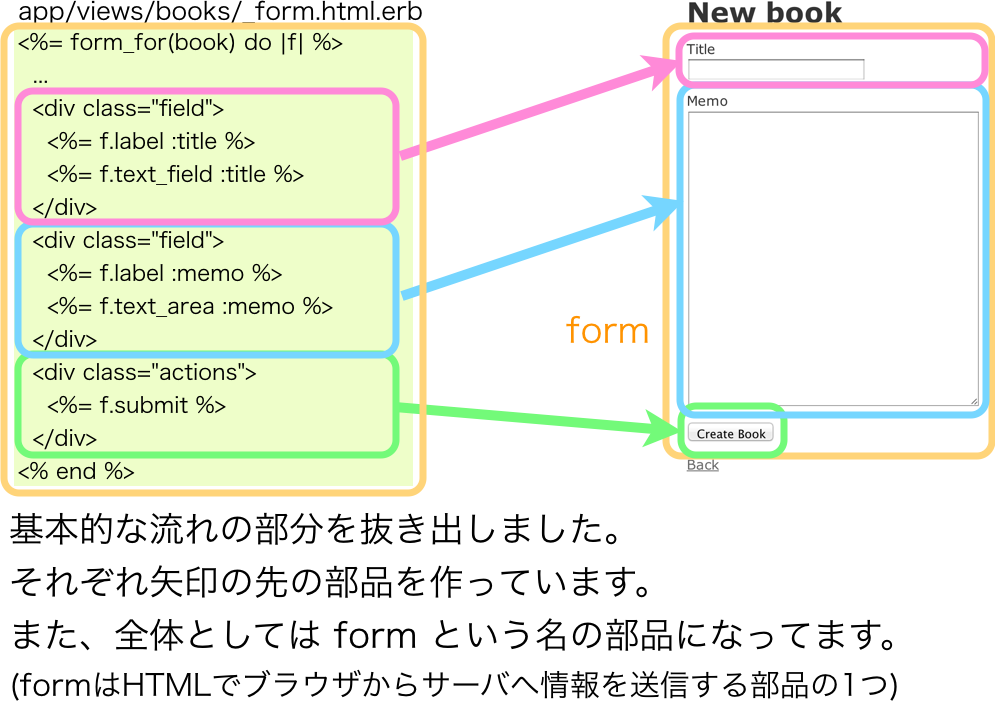 app/views/books/_form.html.erb
<%= form_for(book) do |f| %>
...
<div class="field">
<%= f.label :title %>
<%= f.text_field :title %>
</div>
<div class="field">
<%= f.label :memo %>
<%= f.text_area :memo %>
</div>
<div class="actions">
<%= f.submit %>
</div>
<% end %>
New book
Title
Memo
form
Create Book
Back
基本的な流れの部分を抜き出しました。
それぞれ矢印の先の部品を作っています。
また、全体としては form という名の部品になってます。
(formはHTMLでブラウザからサーバへ情報を送信する部品の1つ)